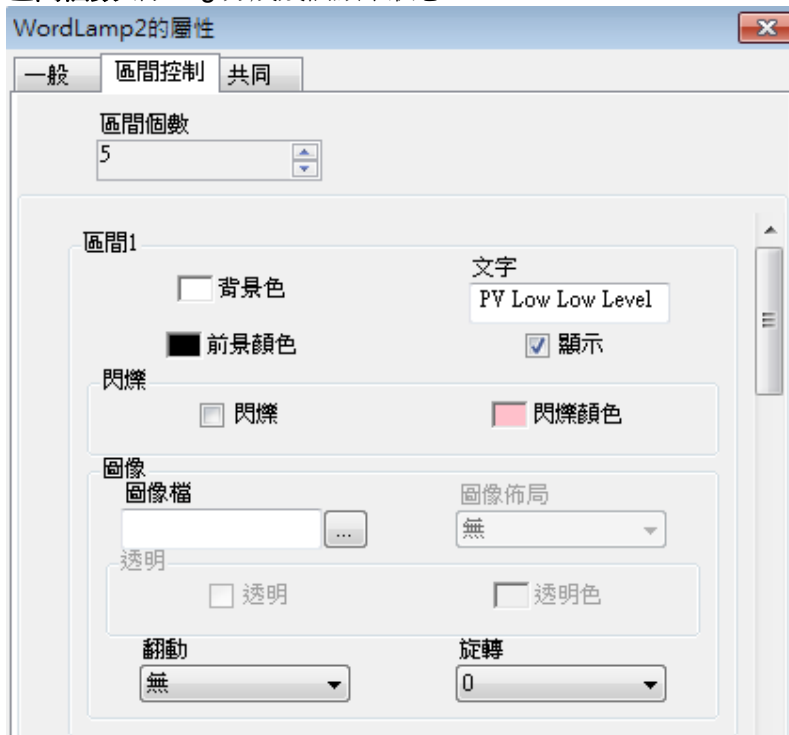 WordLamp2的屬性
一般 區間控制 共同
區間個數
5
區間1
背景色
文字
PV Low Low Level
前景顏色
顯示
閃爍
閃爍 閃爍顏色
圖像
圖像檔 圖像佈局
... 無
透明
透明 透明色
翻動 旋轉
無 0